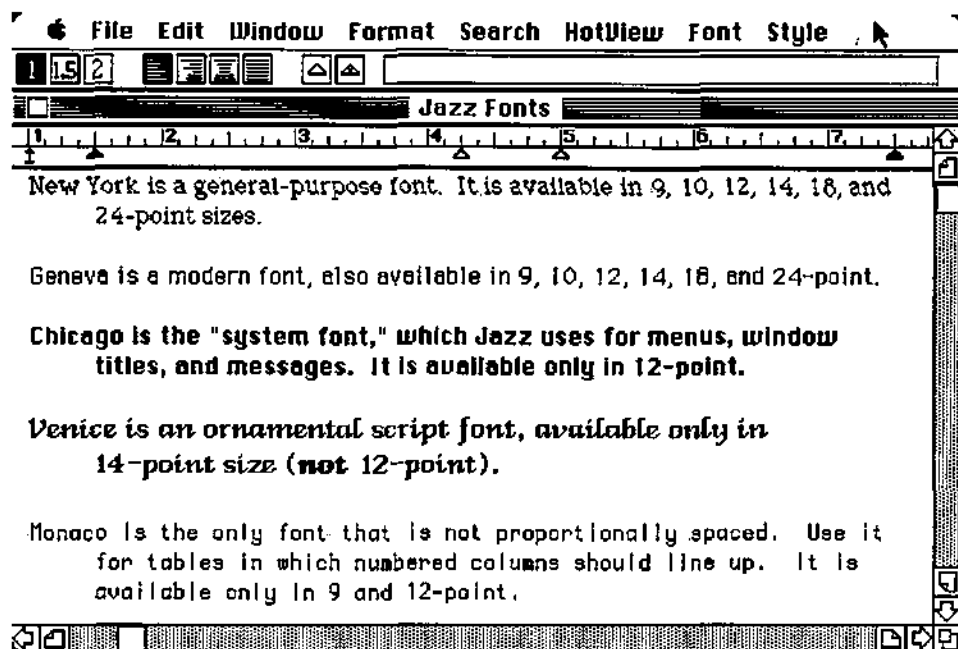 File Edit Window Format Search HotView Font Style
1 1.5 2
Jazz Fonts
1 2 3 4 5 6 7
New York is a general-purpose font. It is available in 9, 10, 12, 14, 18, and
24-point sizes.
Geneva is a modern font, also available in 9, 10, 12, 14, 18, and 24-point.
Chicago is the "system font," which Jazz uses for menus, window
titles, and messages. It is available only in 12-point.
Venice is an ornamental script font, available only in
14-point size (not 12-point).
Monaco is the only font that is not proportionally spaced. Use it
for tables in which numbered columns should line up. It is
available only in 9 and 12-point.